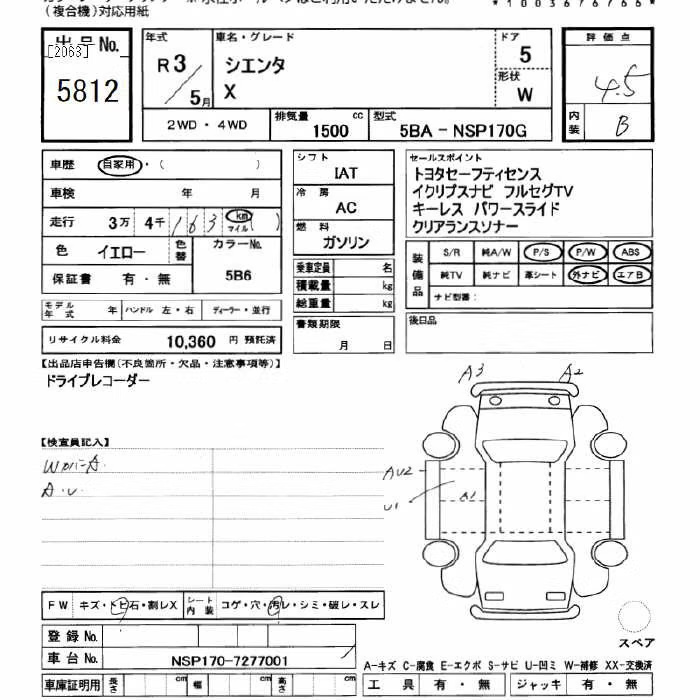 (複合機)対応用紙
*1003676766*
出品No.
[2063]
5812
年式
R3/5月
車名・グレード
シエンタ
X
ドア
5
形状
W
評価点
4.5
内装
B
2WD・4WD
排気量
1500
cc
型式
5BA - NSP170G
車歴
自家用・( )
車検
年 月
走行
3万 4千 163
km
マイル
( )
色
イエロー
色替
カラーNo.
5B6
保証書
有・無
モデル年式
年
ハンドル 左・右
ディーラー・並行
リサイクル料金
10,360 円 預託済
シフト
IAT
冷房
AC
燃料
ガソリン
乗車定員
名
積載量
kg
総重量
kg
書類期限
月 日
セールスポイント
トヨタセーフティセンス
イクリプスナビ フルセグTV
キーレス パワースライド
クリアランスソナー
装備品
S/R 純A/W P/S P/W ABS
純TV 純ナビ 革シート 外ナビ エアB
ナビ型番:
後日品
【出品店申告欄(不良箇所・欠品・注意事項等)】
ドライブレコーダー
【検査員記入】
A.U.
A3
A2
AU2
U1
A1
FW
キズ・トビ石・割レX
シート内装
コゲ・穴・汚レ・シミ・破レ・スレ
登録No.
車台No.
NSP170-7277001
車庫証明用
長さ
cm
幅
cm
高さ
cm
スペア
A-キズ C-腐食 E-エクボ S-サビ U-凹ミ W-補修 XX-交換済
工具
有・無
ジャッキ
有・無